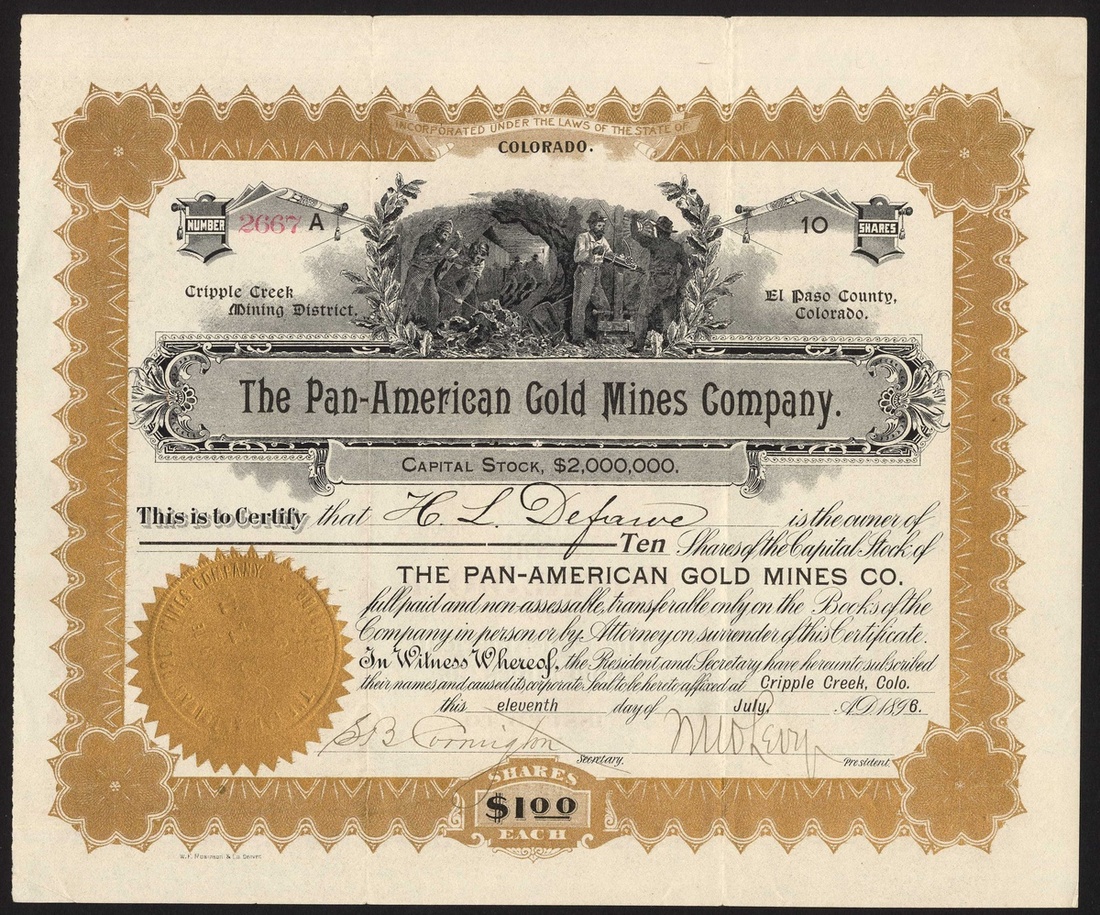 INCORPORATED UNDER THE LAWS OF THE STATE OF
COLORADO.
NUMBER 2667 A
10 SHARES
Cripple Creek
Mining District.
El Paso County,
Colorado.
The Pan-American Gold Mines Company.
CAPITAL STOCK, $2,000,000.
This is to Certify that H. L. Defawe is the owner of
Ten Shares of the Capital Stock of
THE PAN-AMERICAN GOLD MINES CO.
full paid and non-assessable, transferable only on the Books of the
Company in person or by Attorney on surrender of this Certificate.
In Witness Whereof, the President and Secretary have hereunto subscribed
their names and caused its corporate Seal to be hereto affixed at Cripple Creek, Colo.
this eleventh day of July, A.D. 1896.
Secretary.
President.
SHARES
$1.00
EACH